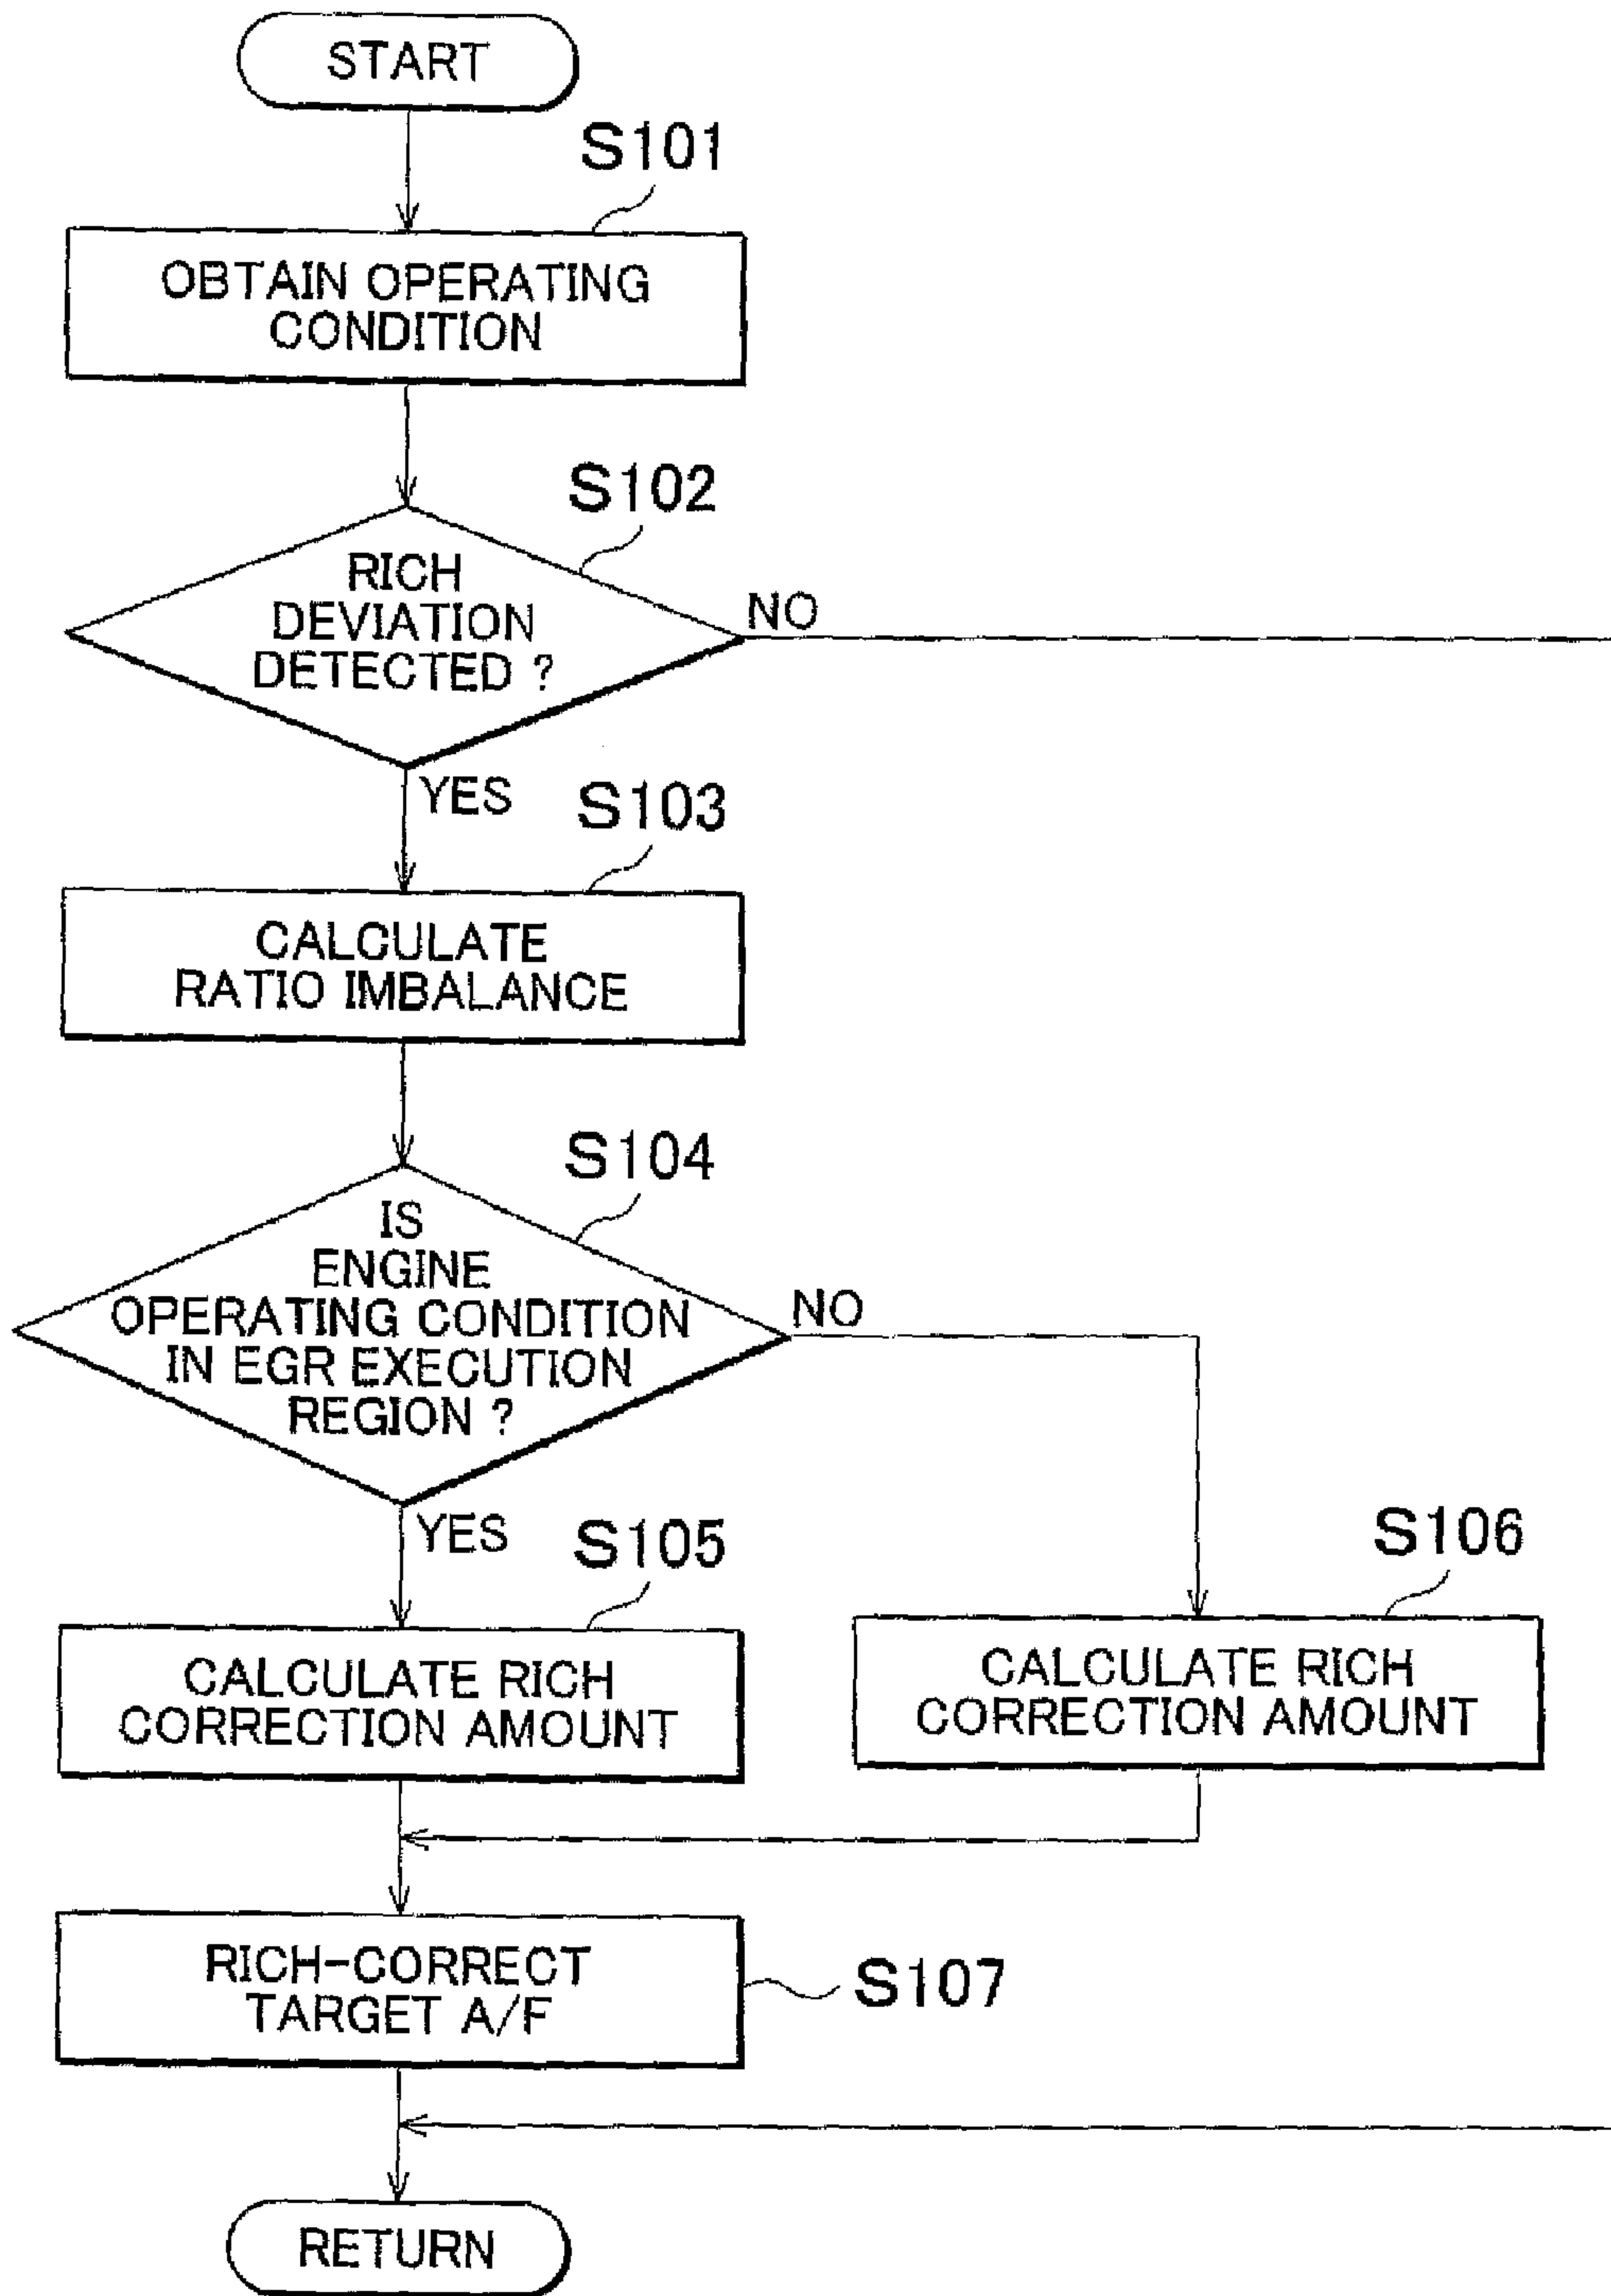 START
S101
OBTAIN OPERATING
CONDITION
S102
RICH
DEVIATION
DETECTED ?
NO
YES
S103
CALCULATE
RATIO IMBALANCE
S104
IS
ENGINE
OPERATING CONDITION
IN EGR EXECUTION
REGION ?
NO
YES
S105
CALCULATE RICH
CORRECTION AMOUNT
S106
CALCULATE RICH
CORRECTION AMOUNT
RICH-CORRECT
TARGET A/F
S107
RETURN